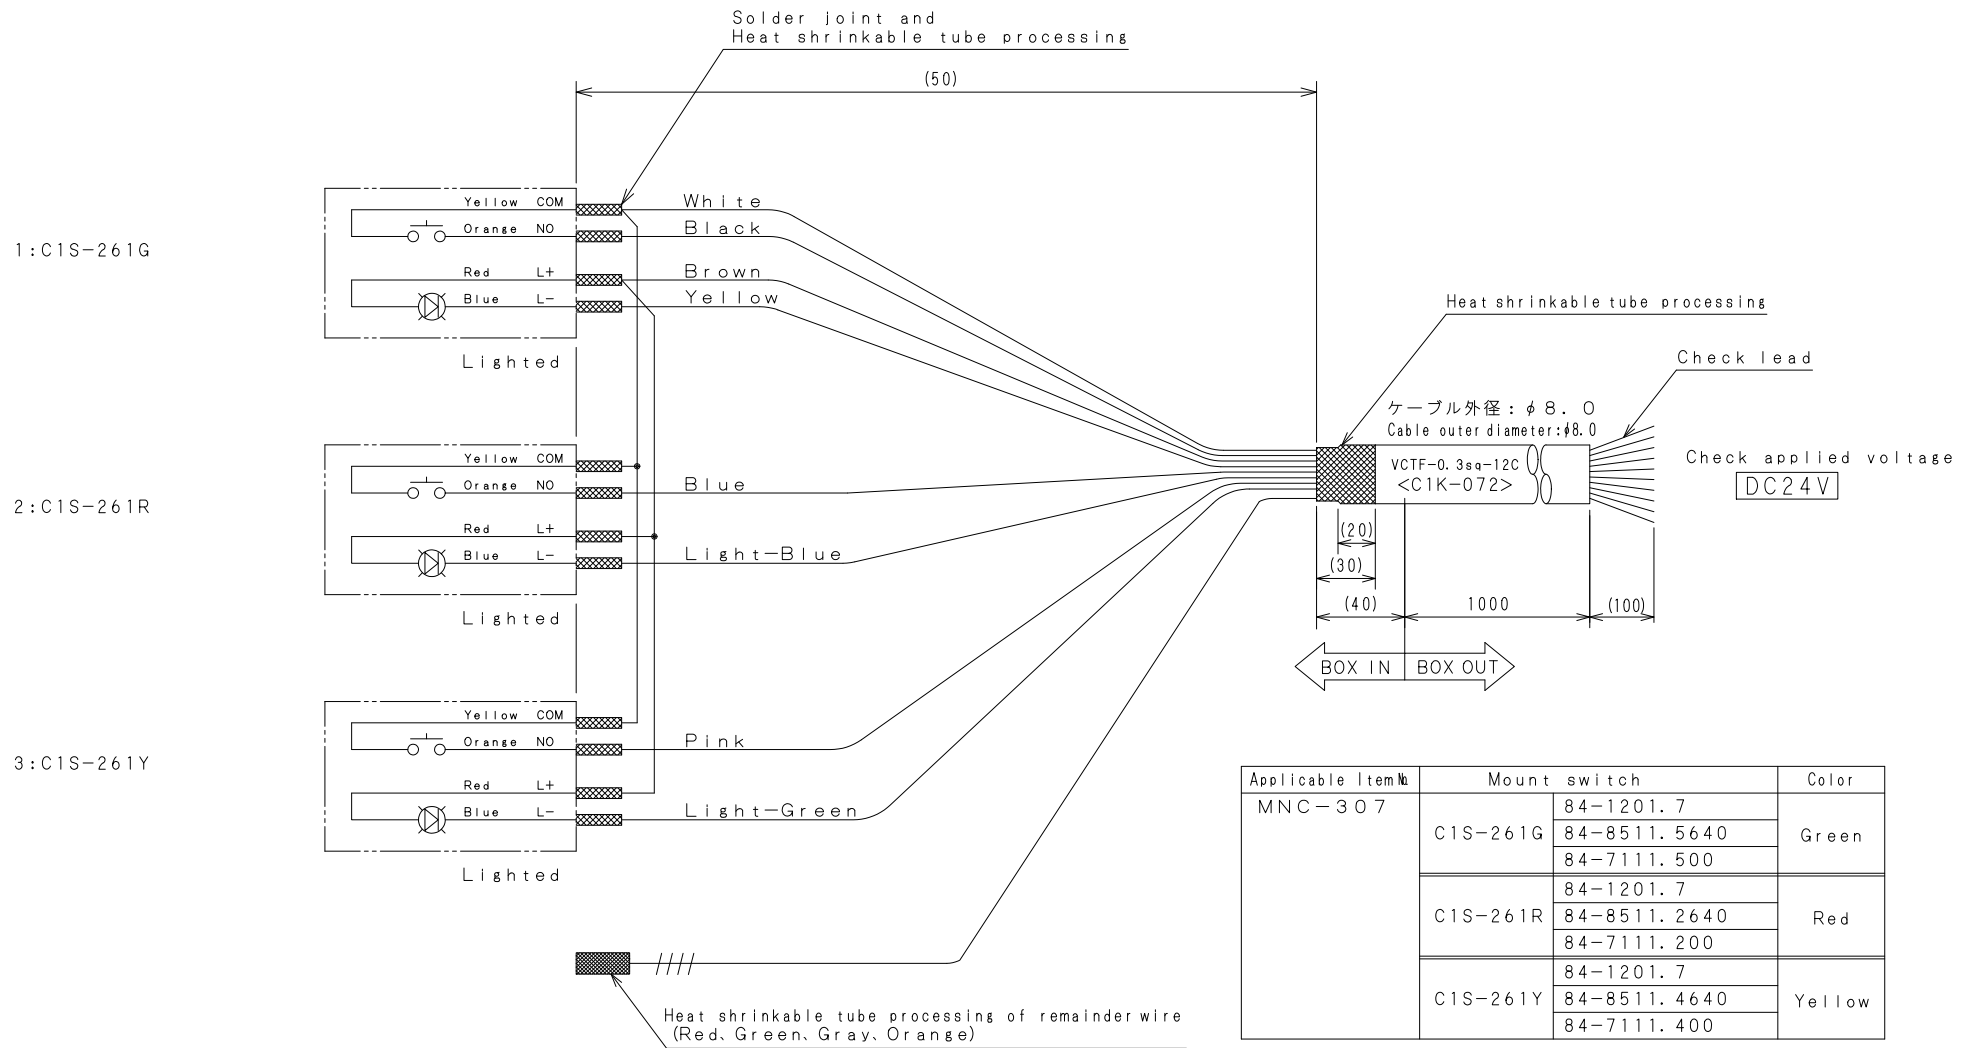 Solder joint and
Heat shrinkable tube processing
(50)
1:C1S-261G
Yellow COM
Orange NO
Red L+
Blue L-
Lighted
White
Black
Brown
Yellow
2:C1S-261R
Yellow COM
Orange NO
Red L+
Blue L-
Lighted
Blue
Light-Blue
3:C1S-261Y
Yellow COM
Orange NO
Red L+
Blue L-
Lighted
Pink
Light-Green
Heat shrinkable tube processing of remainder wire
(Red、Green、Gray、Orange)
Heat shrinkable tube processing
Check lead
ケーブル外径:φ8.0
Cable outer diameter:φ8.0
VCTF-0.3sq-12C
<C1K-072>
Check applied voltage
DC24V
(20)
(30)
(40) 1000 (100)
BOX IN BOX OUT
Applicable Item№ Mount switch Color
MNC-307
C1S-261G
84-1201.7
84-8511.5640
84-7111.500
Green
C1S-261R
84-1201.7
84-8511.2640
84-7111.200
Red
C1S-261Y
84-1201.7
84-8511.4640
84-7111.400
Yellow